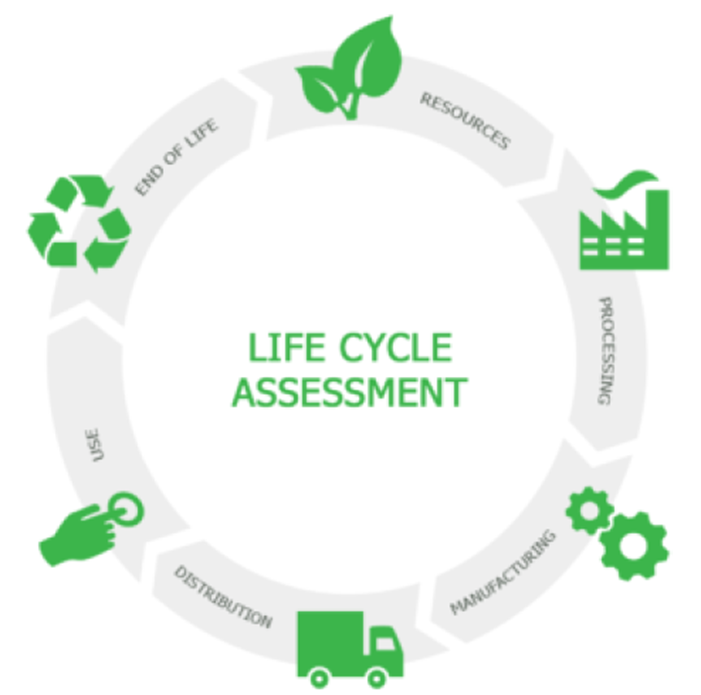 LIFE CYCLE
ASSESSMENT
RESOURCES
PROCESSING
MANUFACTURING
DISTRIBUTION
USE
END OF LIFE